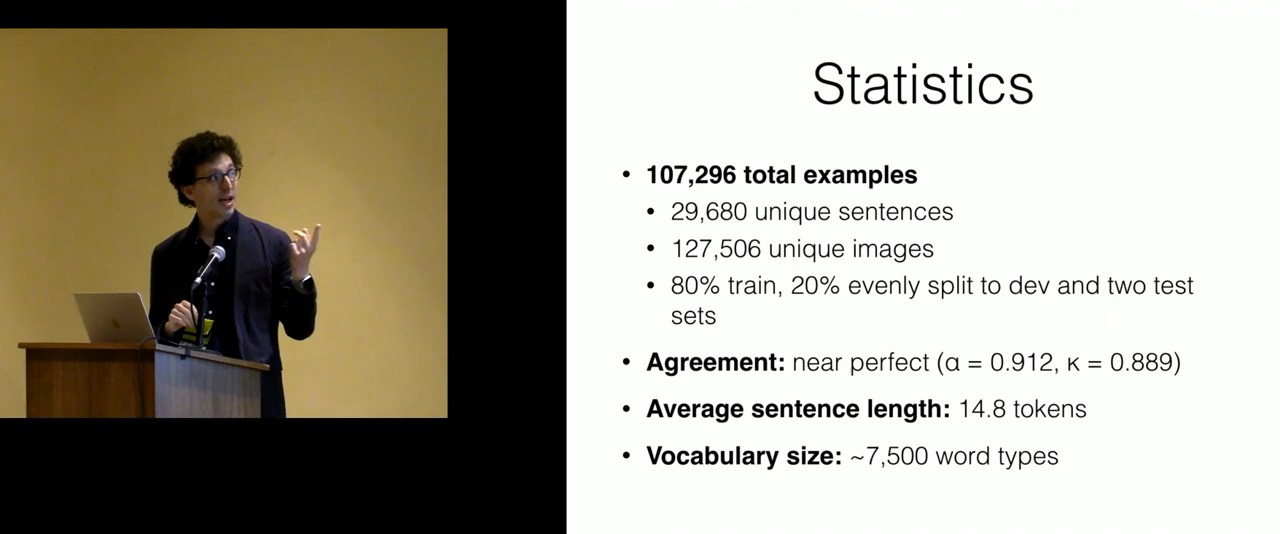 Statistics
• 107,296 total examples
• 29,680 unique sentences
• 127,506 unique images
• 80% train, 20% evenly split to dev and two test
sets
• Agreement: near perfect (α = 0.912, κ = 0.889)
• Average sentence length: 14.8 tokens
• Vocabulary size: ~7,500 word types